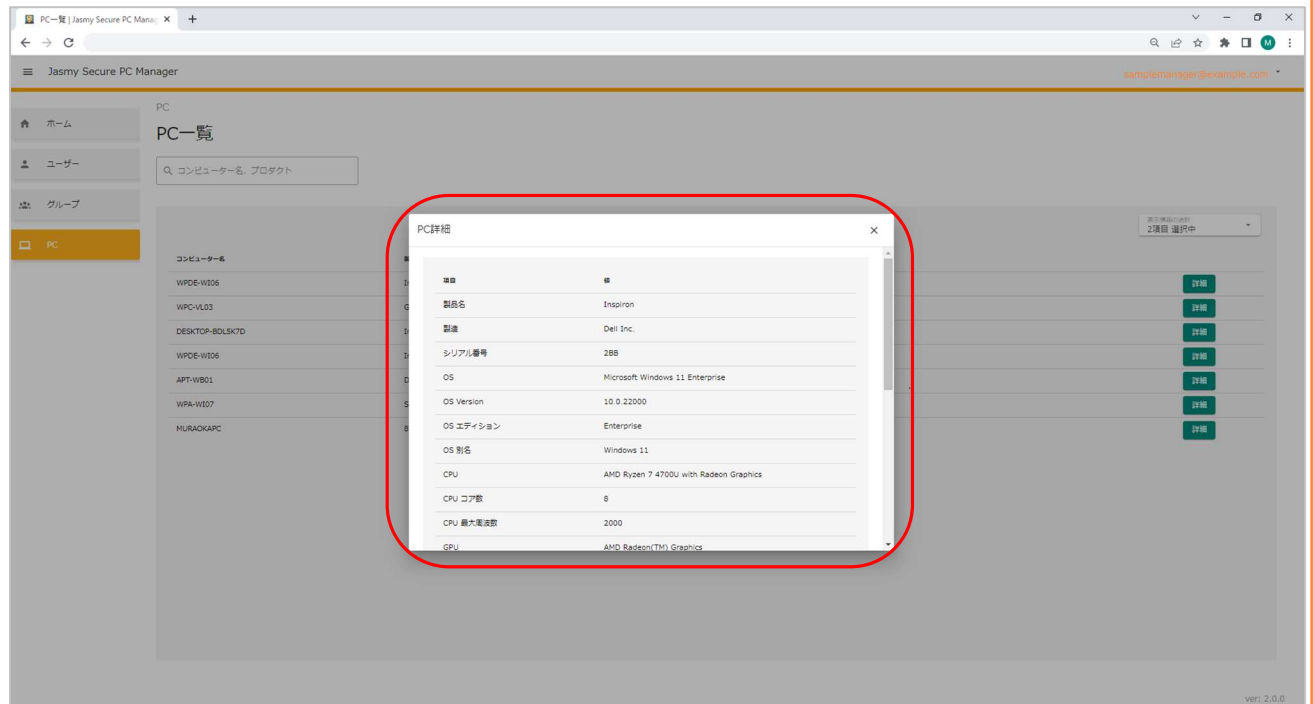 PC一覧 | Jasmy Secure PC Mana
M
Jasmy Secure PC Manager
samplemanager@example.com
ホーム
ユーザー
グループ
PC
PC
PC一覧
コンピューター名, プロダクト
2項目 選択中
コンピューター名
WPDE-WI06 詳細
WPC-VL03 詳細
DESKTOP-BDLSK7D 詳細
WPDE-WI06 詳細
APT-WB01 詳細
WPA-WI07 詳細
MURAOKAPC 詳細
PC詳細
項目 値
製品名 Inspiron
製造 Dell Inc.
シリアル番号 2BB
OS Microsoft Windows 11 Enterprise
OS Version 10.0.22000
OS エディション Enterprise
OS 別名 Windows 11
CPU AMD Ryzen 7 4700U with Radeon Graphics
CPU コア数 8
CPU 最大周波数 2000
GPU AMD Radeon(TM) Graphics
ver: 2.0.0